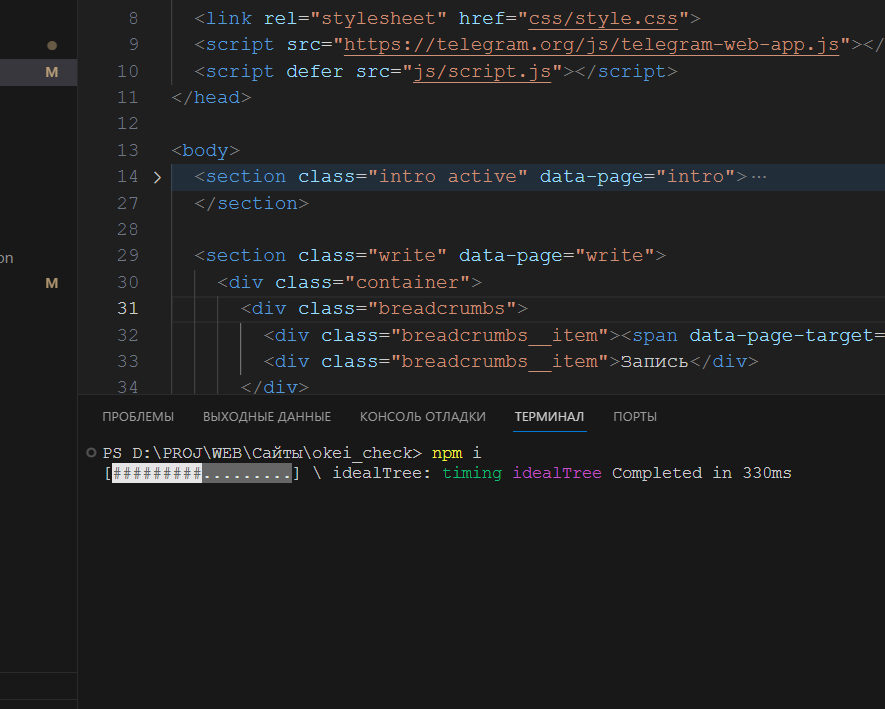 8 <link rel="stylesheet" href="css/style.css">
9 <script src="https://telegram.org/js/telegram-web-app.js"></
M 10 <script defer src="js/script.js"></script>
11 </head>
12
13 <body>
14 > <section class="intro active" data-page="intro">…
27 </section>
28
29 <section class="write" data-page="write">
on
M 30 <div class="container">
31 <div class="breadcrumbs">
32 <div class="breadcrumbs__item"><span data-page-target=
33 <div class="breadcrumbs__item">Запись</div>
34 </div>
ПРОБЛЕМЫ ВЫХОДНЫЕ ДАННЫЕ КОНСОЛЬ ОТЛАДКИ ТЕРМИНАЛ ПОРТЫ
PS D:\PROJ\WEB\Сайты\okei_check> npm i
[#########.........] \ idealTree: timing idealTree Completed in 330ms